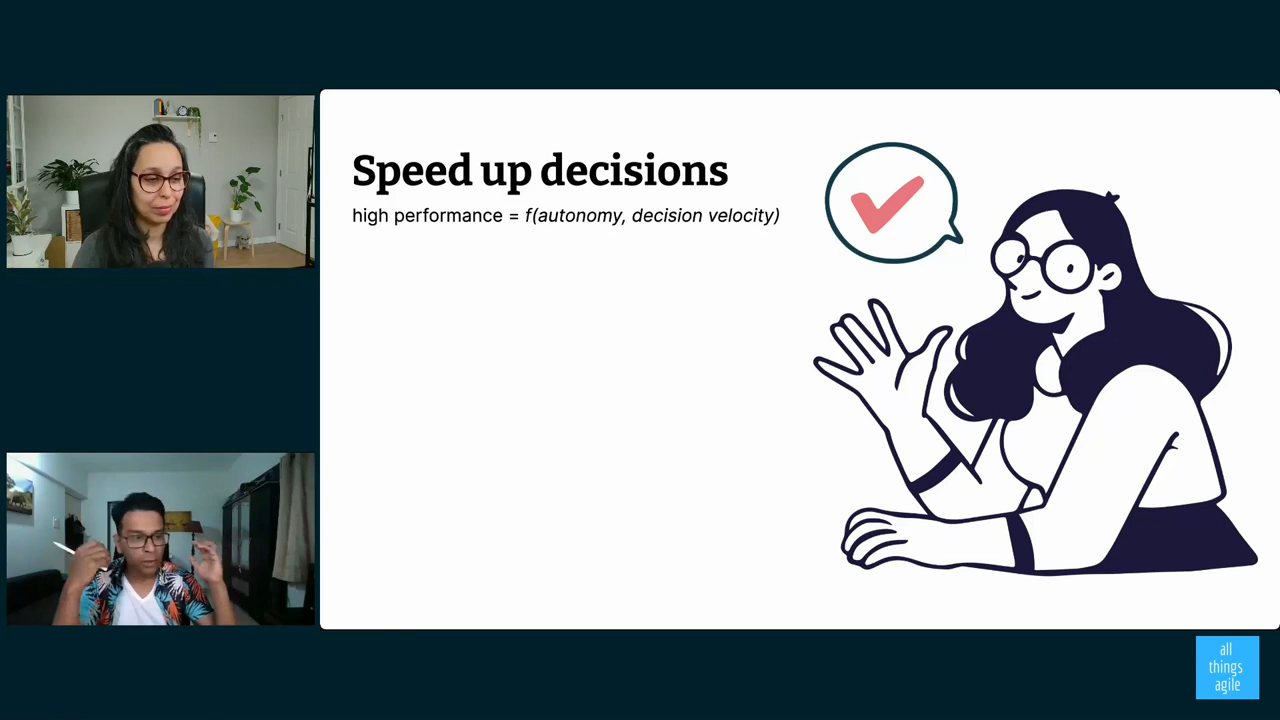 Speed up decisions
high performance = f(autonomy, decision velocity)
all
things
agile